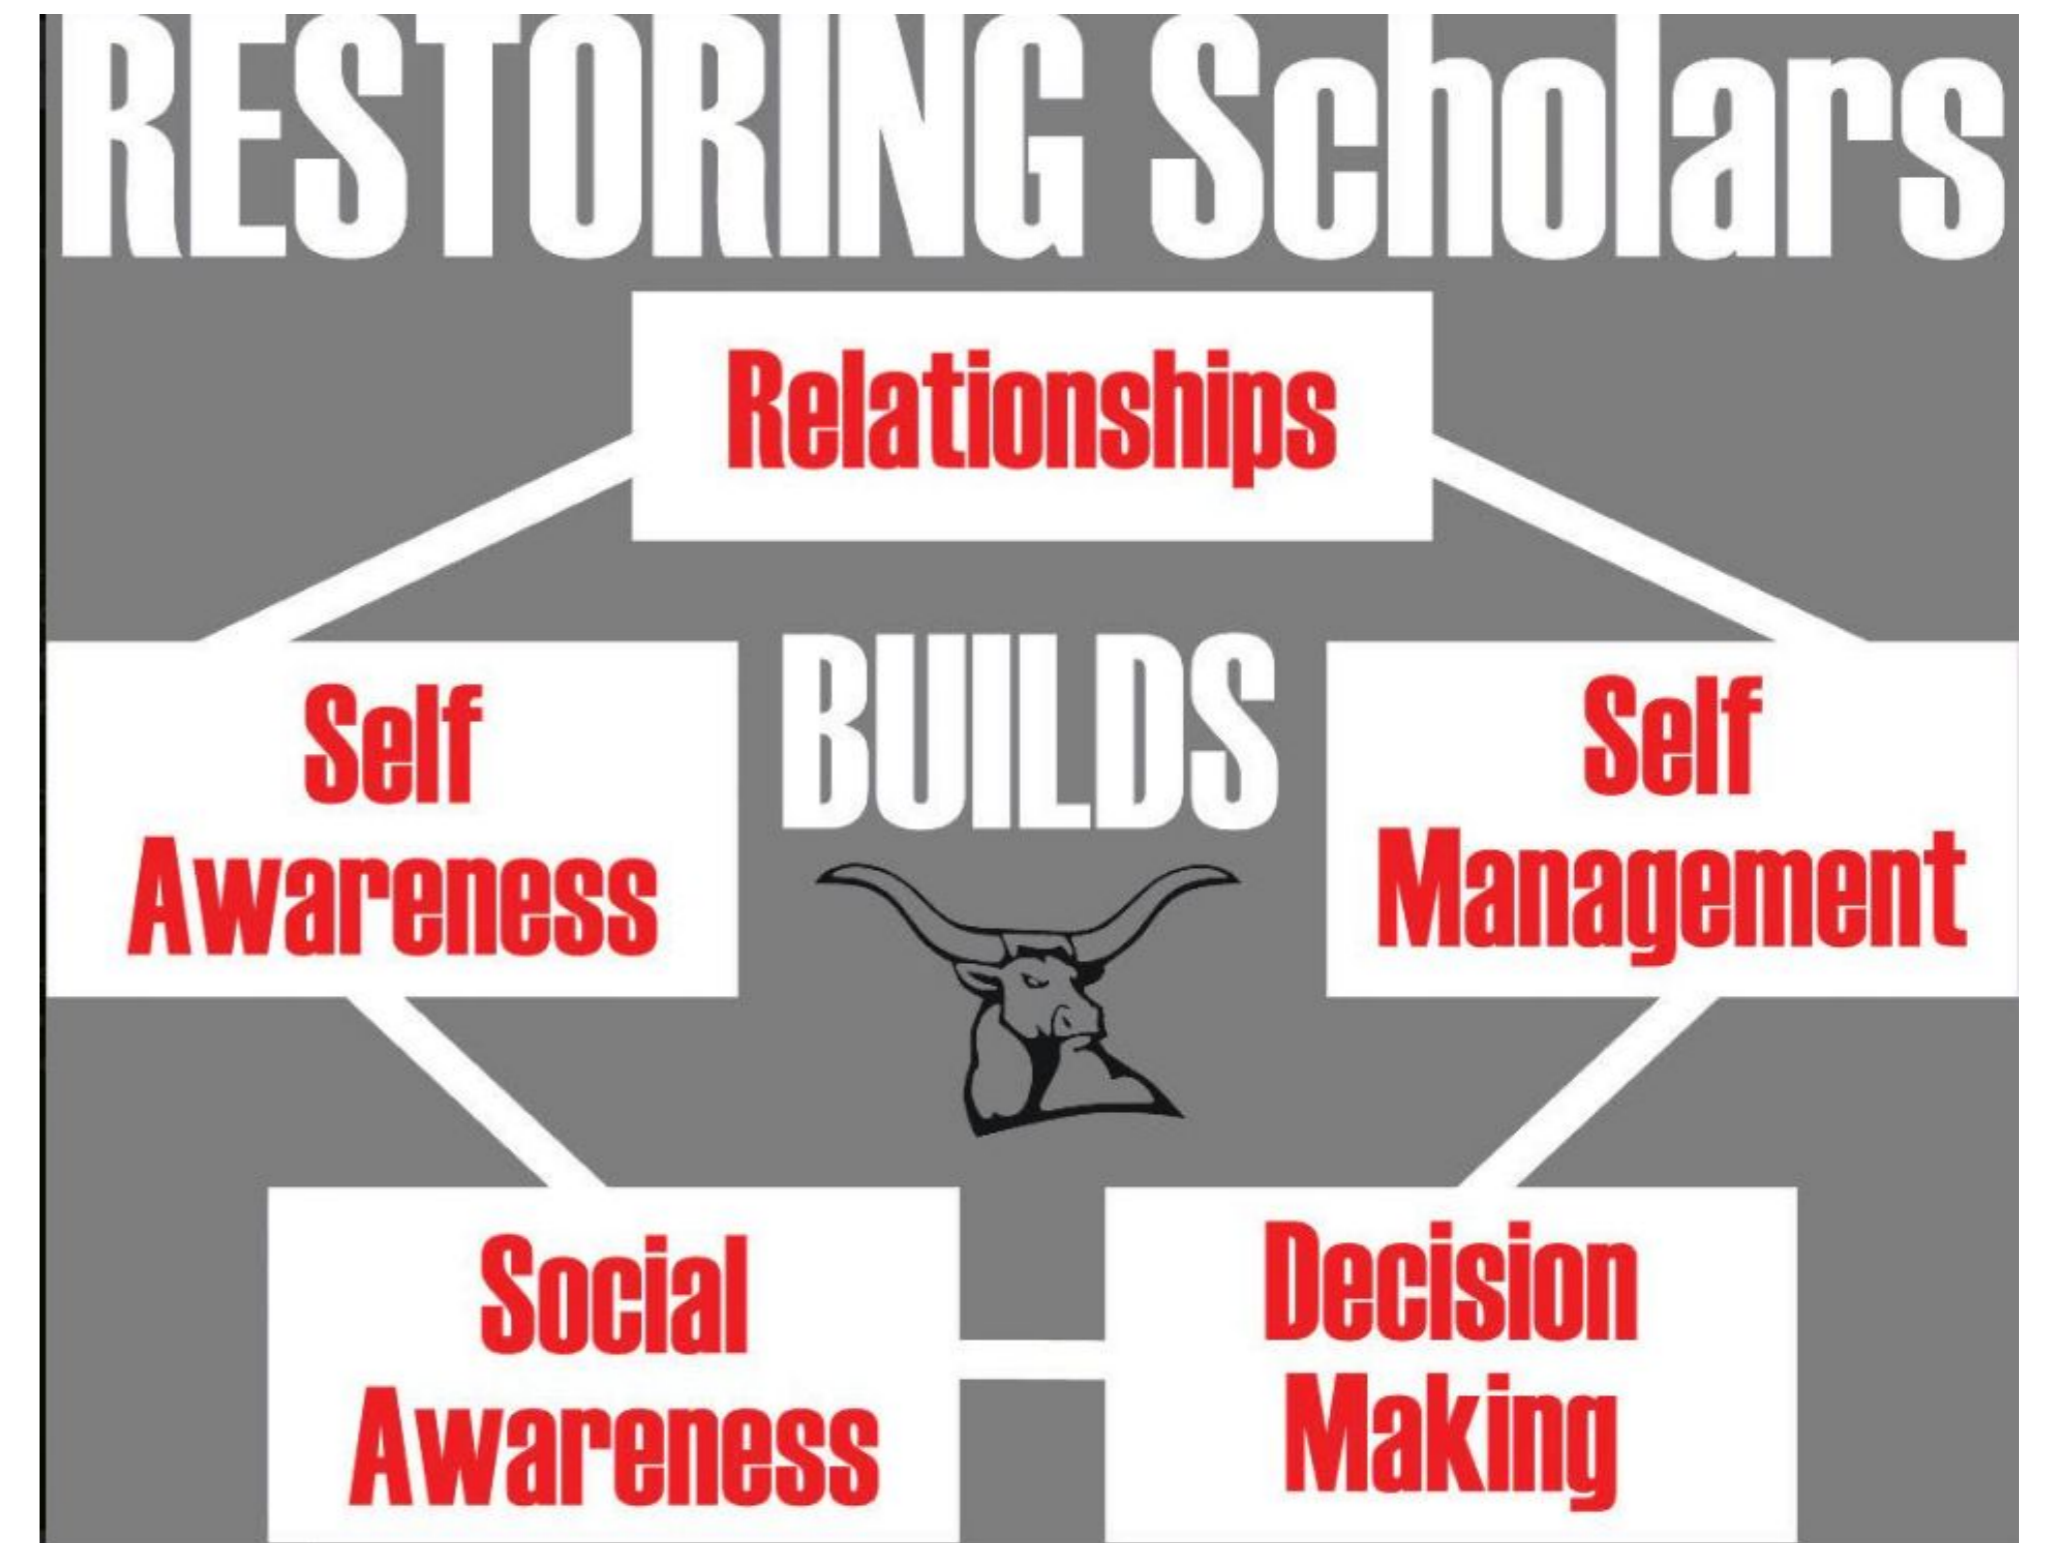 RESTORING Scholars
Relationships
BUILDS
Self
Awareness
Self
Management
Social
Awareness
Decision
Making